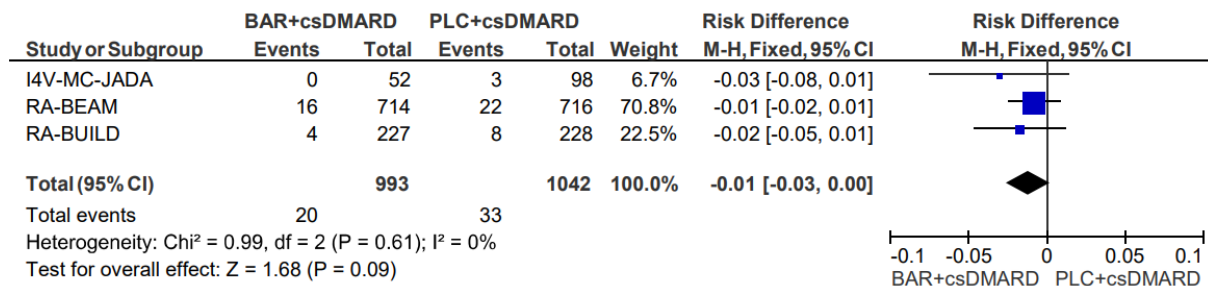 BAR+csDMARD PLC+csDMARD Risk Difference Risk Difference
Study or Subgroup Events Total Events Total Weight M-H, Fixed, 95% CI M-H, Fixed, 95% CI
I4V-MC-JADA 0 52 3 98 6.7% -0.03 [-0.08, 0.01]
RA-BEAM 16 714 22 716 70.8% -0.01 [-0.02, 0.01]
RA-BUILD 4 227 8 228 22.5% -0.02 [-0.05, 0.01]
Total (95% CI) 993 1042 100.0% -0.01 [-0.03, 0.00]
Total events 20 33
Heterogeneity: Chi² = 0.99, df = 2 (P = 0.61); I² = 0%
Test for overall effect: Z = 1.68 (P = 0.09)
-0.1 -0.05 0 0.05 0.1
BAR+csDMARD PLC+csDMARD